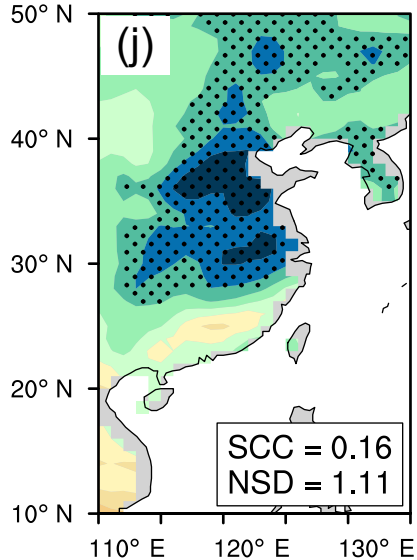 50° N
(j)
40° N
30° N
20° N
SCC = 0.16
NSD = 1.11
10° N
110° E 120° E 130° E